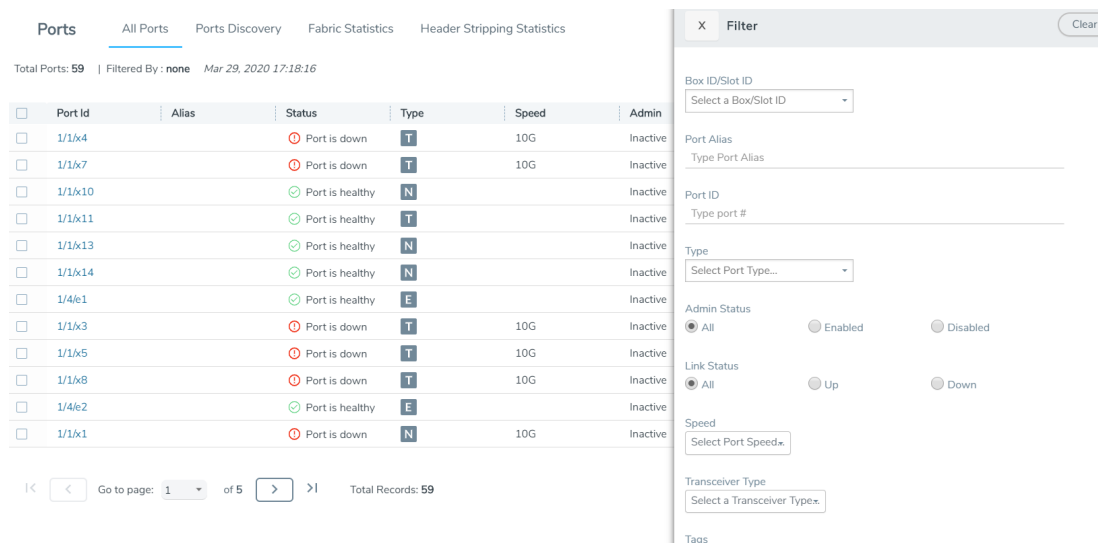 Ports All Ports Ports Discovery Fabric Statistics Header Stripping Statistics
Total Ports: 59 | Filtered By : none Mar 29, 2020 17:18:16
Port Id Alias Status Type Speed Admin
1/1/x4 Port is down T 10G Inactive
1/1/x7 Port is down T 10G Inactive
1/1/x10 Port is healthy N Inactive
1/1/x11 Port is healthy T Inactive
1/1/x13 Port is healthy N Inactive
1/1/x14 Port is healthy N Inactive
1/4/e1 Port is healthy E Inactive
1/1/x3 Port is down T 10G Inactive
1/1/x5 Port is down T 10G Inactive
1/1/x8 Port is down T 10G Inactive
1/4/e2 Port is healthy E Inactive
1/1/x1 Port is down N 10G Inactive
Go to page: 1 of 5 Total Records: 59
X Filter Clear
Box ID/Slot ID
Select a Box/Slot ID
Port Alias
Type Port Alias
Port ID
Type port #
Type
Select Port Type...
Admin Status
All Enabled Disabled
Link Status
All Up Down
Speed
Select Port Speed...
Transceiver Type
Select a Transceiver Type...
Tags